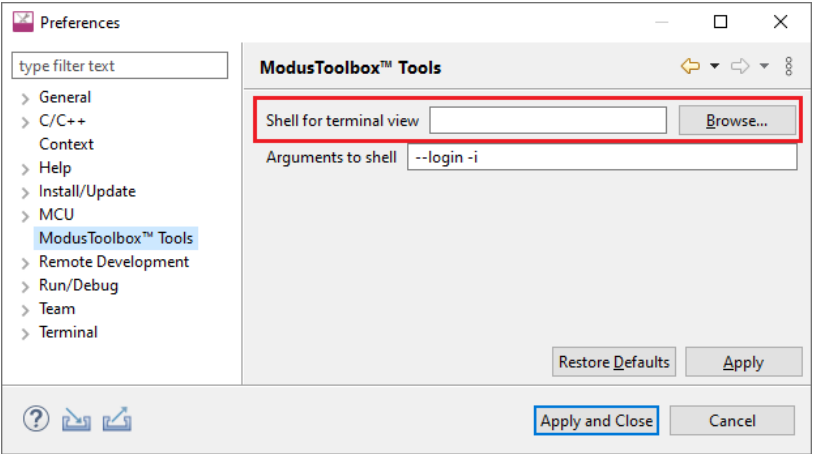 Preferences
type filter text
General
C/C++
Context
Help
Install/Update
MCU
ModusToolbox™ Tools
Remote Development
Run/Debug
Team
Terminal
ModusToolbox™ Tools
Shell for terminal view Browse...
Arguments to shell --login -i
Restore Defaults Apply
Apply and Close Cancel